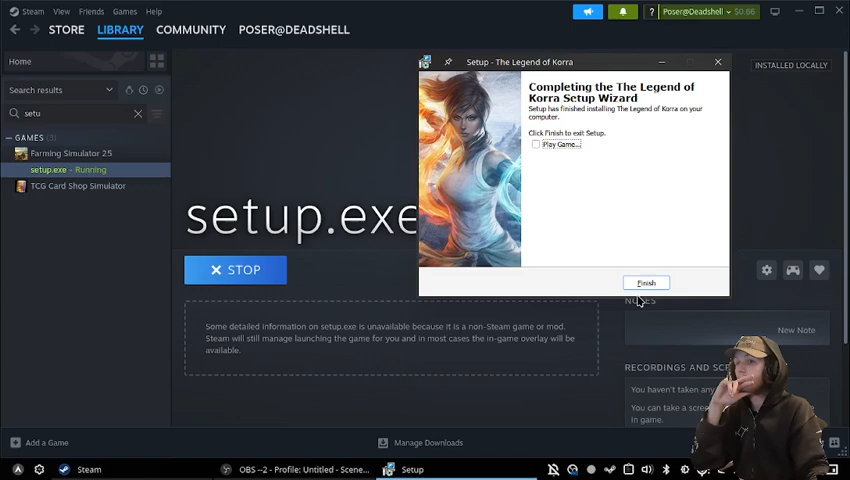 Steam View Friends Games Help
Poser@Deadshell $0.66
STORE LIBRARY COMMUNITY POSER@DEADSHELL
Home
INSTALLED LOCALLY
Search results
setu
GAMES (3)
Farming Simulator 25
setup.exe - Running
TCG Card Shop Simulator
setup.exe
STOP
Some detailed information on setup.exe is unavailable because it is a non-Steam game or mod.
Steam will still manage launching the game for you and in most cases the in-game overlay will be
available.
Setup - The Legend of Korra
Completing the The Legend of
Korra Setup Wizard
Setup has finished installing The Legend of Korra on your
computer.
Click Finish to exit Setup.
Play Game...
Finish
NOTES
New Note
RECORDINGS AND
You haven't taken any
You can take a
in game.
Add a Game
Manage Downloads
Steam
OBS --2 - Profile: Untitled - Scene...
Setup